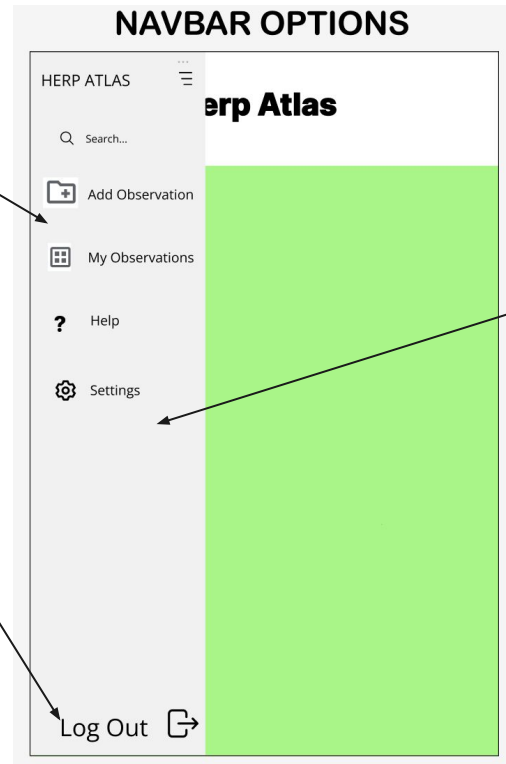 NAVBAR OPTIONS
HERP ATLAS
erp Atlas
Search...
Add Observation
My Observations
? Help
Settings
Log Out